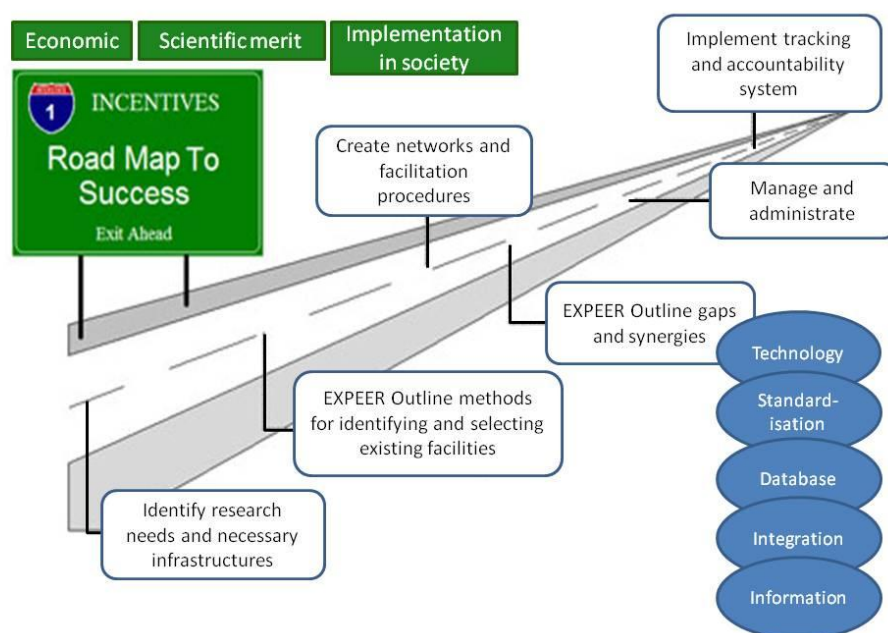 Economic
Scientific merit
Implementation
in society
1
INCENTIVES
Road Map To
Success
Exit Ahead
Implement tracking
and accountability
system
Create networks and
facilitation
procedures
Manage and
administrate
EXPEER Outline gaps
and synergies
EXPEER Outline methods
for identifying and selecting
existing facilities
Identify research
needs and necessary
infrastructures
Technology
Standard-
isation
Database
Integration
Information